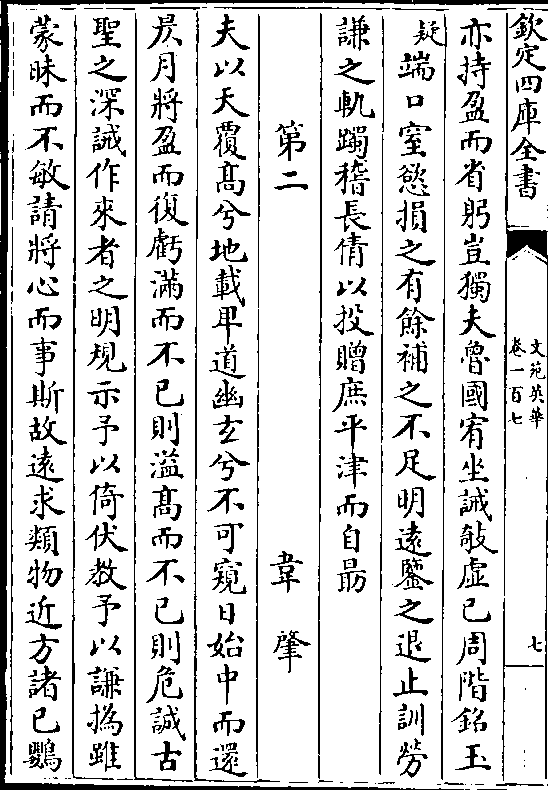 欽定四庫全書
文苑英華
卷一百七
七
亦持盈而省躬豈獨夫魯國宥坐誡敧虛己周階銘玉
疑端口窒慾損之有餘補之不足明遠鑒之退止訓勞
謙之軌躅稽長倩以投贈庶平津而自勗
第二 韋肇
夫以天覆髙兮地載卑道幽玄兮不可窺日始中而還
昃月將盈而復虧滿而不已則溢髙而不已則危誠古
聖之深誡作來者之明規示予以倚伏教予以謙撝雖
蒙昧而不敏請將心而事斯故遠求類物近方諸已鸚